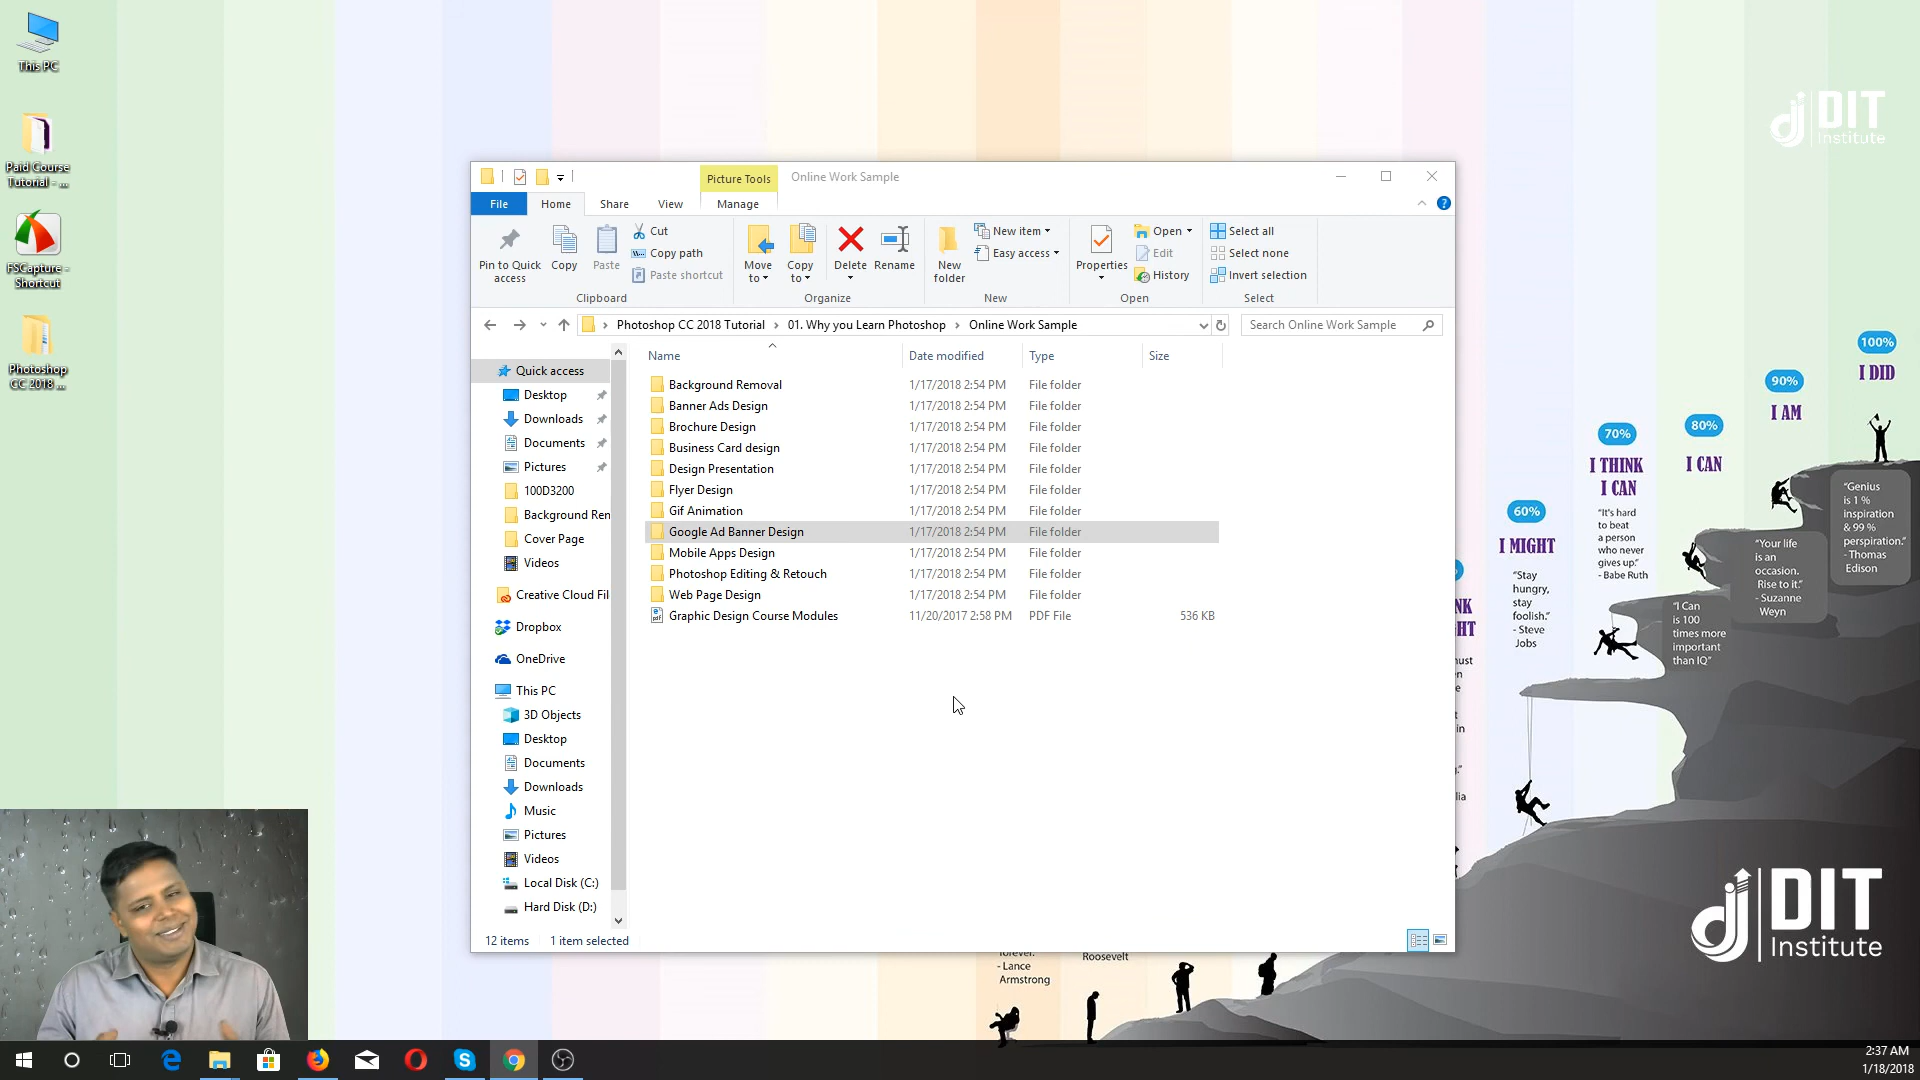 This PC
Paid Course
Tutorial - ...
FSCapture -
Shortcut
Photoshop
CC 2018 ...
Picture Tools
Online Work Sample
File
Home
Share
View
Manage
Pin to Quick
access
Copy
Paste
Cut
Copy path
Paste shortcut
Clipboard
Move
to
Copy
to
Delete
Rename
Organize
New
folder
New item
Easy access
New
Properties
Open
Edit
History
Open
Select all
Select none
Invert selection
Select
Photoshop CC 2018 Tutorial
01. Why you Learn Photoshop
Online Work Sample
Search Online Work Sample
Name
Date modified
Type
Size
Background Removal 1/17/2018 2:54 PM File folder
Banner Ads Design 1/17/2018 2:54 PM File folder
Brochure Design 1/17/2018 2:54 PM File folder
Business Card design 1/17/2018 2:54 PM File folder
Design Presentation 1/17/2018 2:54 PM File folder
Flyer Design 1/17/2018 2:54 PM File folder
Gif Animation 1/17/2018 2:54 PM File folder
Google Ad Banner Design 1/17/2018 2:54 PM File folder
Mobile Apps Design 1/17/2018 2:54 PM File folder
Photoshop Editing & Retouch 1/17/2018 2:54 PM File folder
Web Page Design 1/17/2018 2:54 PM File folder
Graphic Design Course Modules 11/20/2017 2:58 PM PDF File 536 KB
Quick access
Desktop
Downloads
Documents
Pictures
100D3200
Background Ren
Cover Page
Videos
Creative Cloud Fil
Dropbox
OneDrive
This PC
3D Objects
Desktop
Documents
Downloads
Music
Pictures
Videos
Local Disk (C:)
Hard Disk (D:)
12 items
1 item selected
DIT
Institute
100%
I DID
90%
I AM
80%
I CAN
70%
I THINK
I CAN
60%
I MIGHT
"Stay
hungry,
stay
foolish."
- Steve
Jobs
"It's hard
to beat
a person
who never
gives up."
- Babe Ruth
"I Can
is 100
times more
important
than IQ"
"Your life
is an
occasion.
Rise to it."
- Suzanne
Weyn
"Genius
is 1 %
inspiration
& 99 %
perspiration."
- Thomas
Edison
forever.
- Lance
Armstrong
Roosevelt
DIT
Institute
2:37 AM
1/18/2018